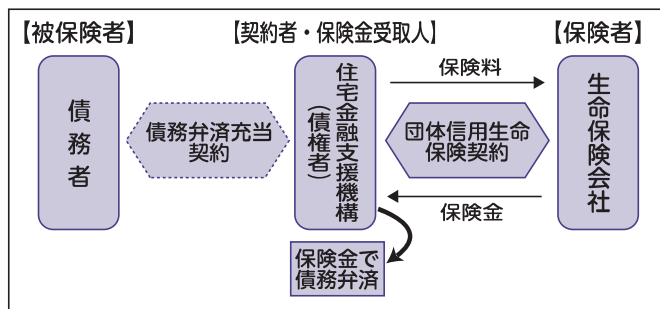 【被保険者】
【契約者・保険金受取人】
【保険者】
債務者
債務弁済充当
契約
住宅金融支援機構
（債権者）
保険料
団体信用生命
保険契約
保険金
生命保険会社
保険金で
債務弁済